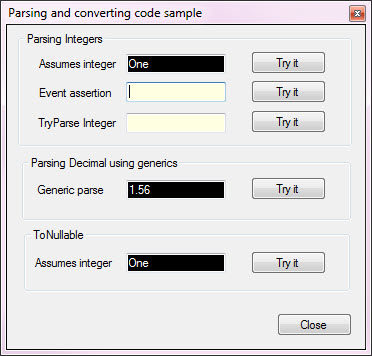 Parsing and converting code sample
Parsing Integers
Assumes integer One Try it
Event assertion Try it
TryParse Integer Try it
Parsing Decimal using generics
Generic parse 1.56 Try it
ToNullable
Assumes integer One Try it
Close